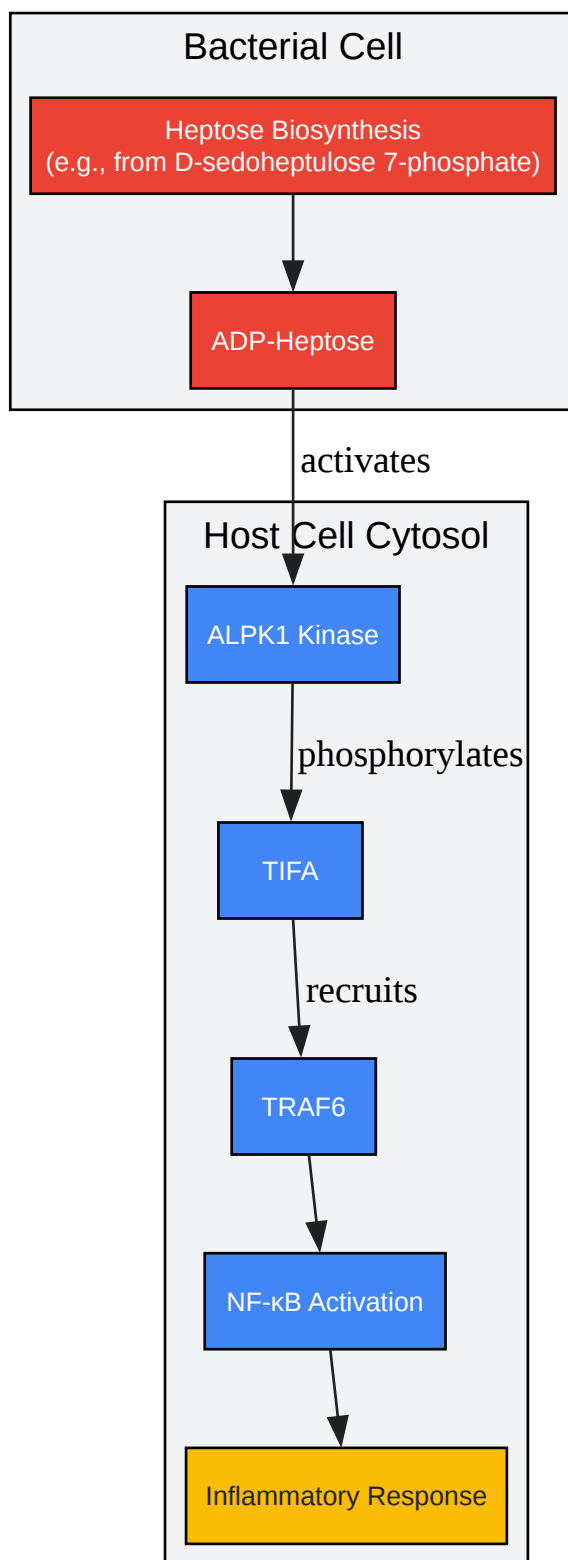 Bacterial Cell
Heptose Biosynthesis
(e.g., from D-sedoheptulose 7-phosphate)
ADP-Heptose
activates
Host Cell Cytosol
ALPK1 Kinase
phosphorylates
TIFA
recruits
TRAF6
NF-κB Activation
Inflammatory Response